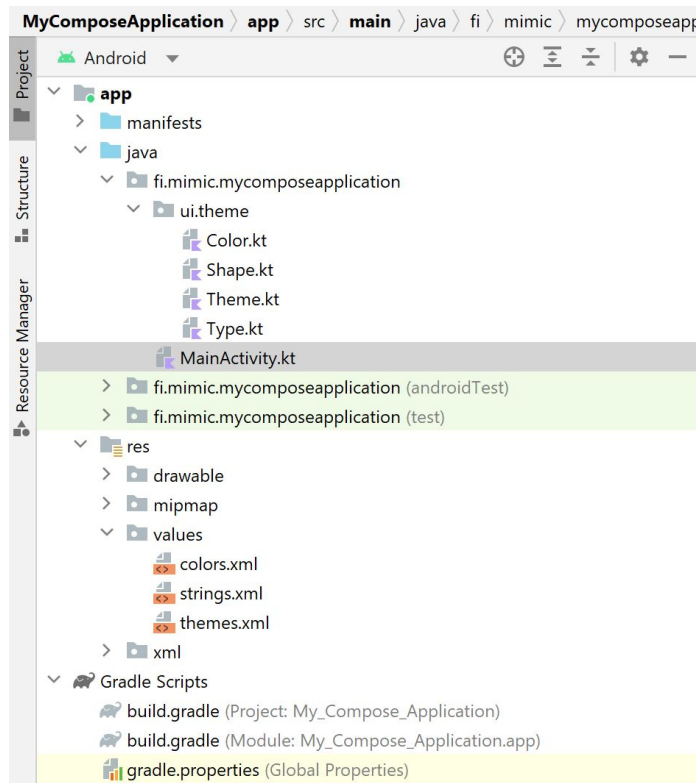 MyComposeApplication 〉 app 〉 src 〉 main 〉 java 〉 fi 〉 mimic 〉 mycomposeapp
Project
Structure
Resource Manager
Android
app
manifests
java
fi.mimic.mycomposeapplication
ui.theme
Color.kt
Shape.kt
Theme.kt
Type.kt
MainActivity.kt
fi.mimic.mycomposeapplication (androidTest)
fi.mimic.mycomposeapplication (test)
res
drawable
mipmap
values
colors.xml
strings.xml
themes.xml
xml
Gradle Scripts
build.gradle (Project: My_Compose_Application)
build.gradle (Module: My_Compose_Application.app)
gradle.properties (Global Properties)